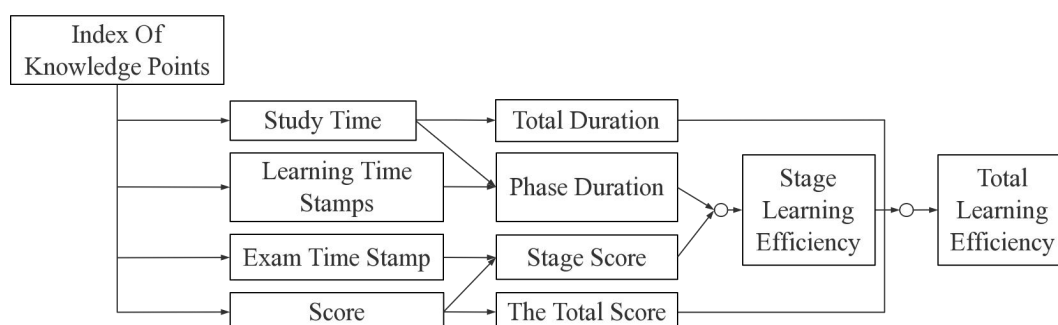 Index Of
Knowledge Points
Study Time
Total Duration
Learning Time
Stamps
Phase Duration
Stage
Learning
Efficiency
Total
Learning
Efficiency
Exam Time Stamp
Stage Score
Score
The Total Score